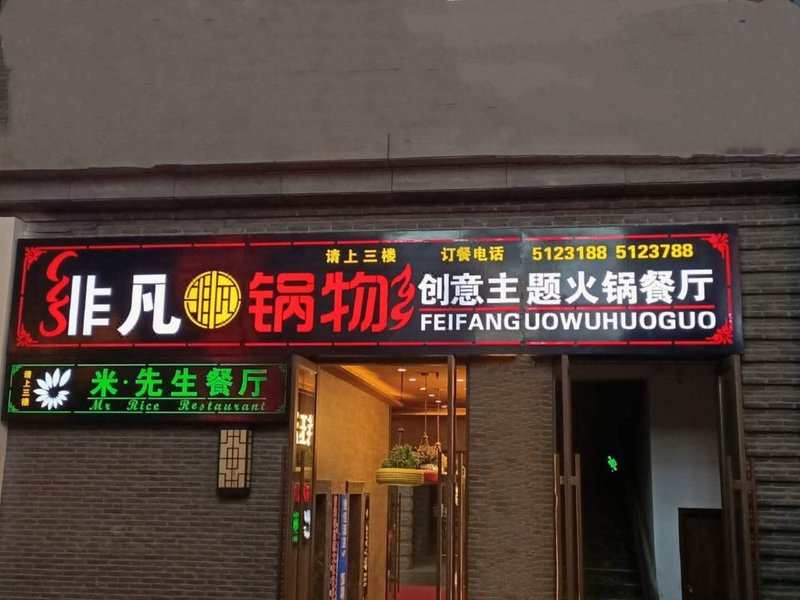 请上三楼 订餐电话 5123188 5123788
非凡 锅物 创意主题火锅餐厅
FEIFANGUOWUHUOGUO
请上三楼 米·先生餐厅
Mr Rice Restaurant